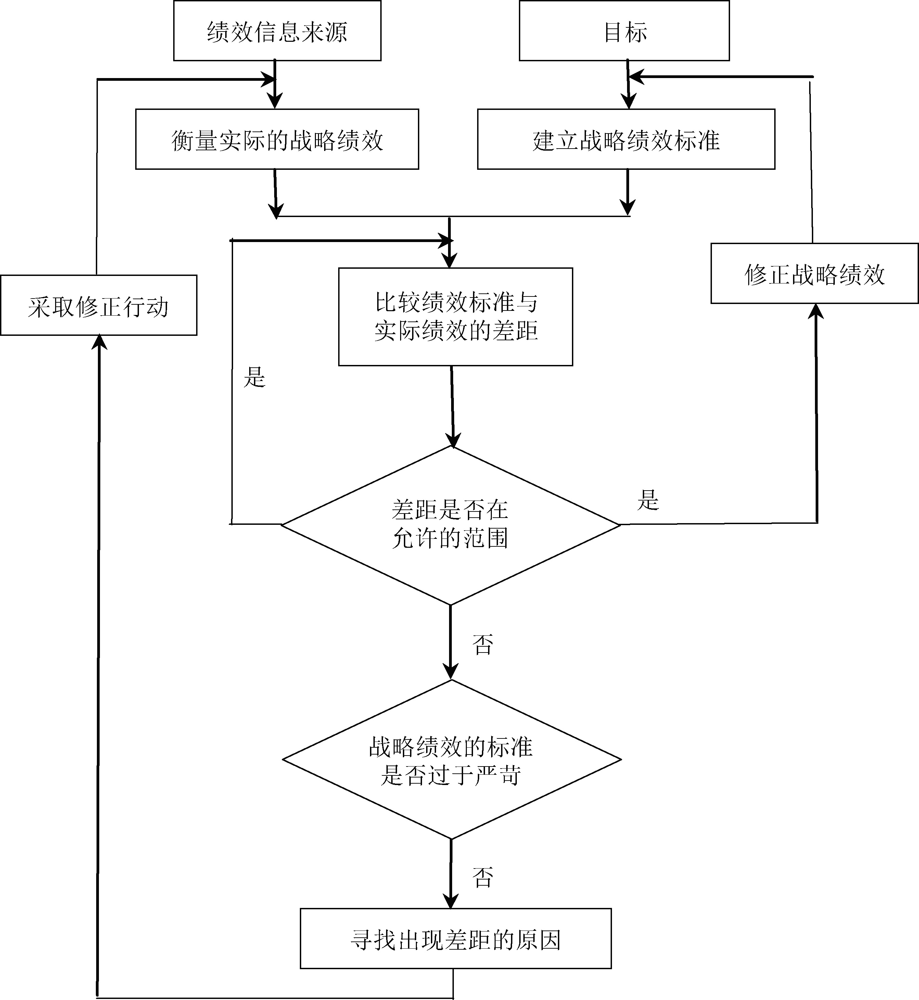 绩效信息来源
目标
衡量实际的战略绩效
建立战略绩效标准
修正战略绩效
采取修正行动
比较绩效标准与
实际绩效的差距
是
差距是否在
允许的范围
是
否
战略绩效的标准
是否过于严苛
否
寻找出现差距的原因